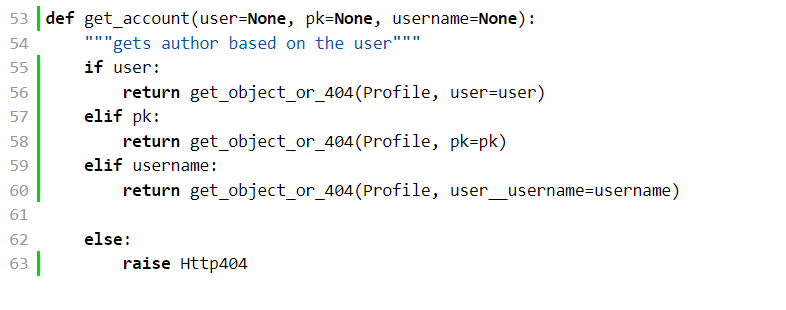 53 def get_account(user=None, pk=None, username=None):
54     """gets author based on the user"""
55     if user:
56         return get_object_or_404(Profile, user=user)
57     elif pk:
58         return get_object_or_404(Profile, pk=pk)
59     elif username:
60         return get_object_or_404(Profile, user__username=username)
61
62     else:
63         raise Http404